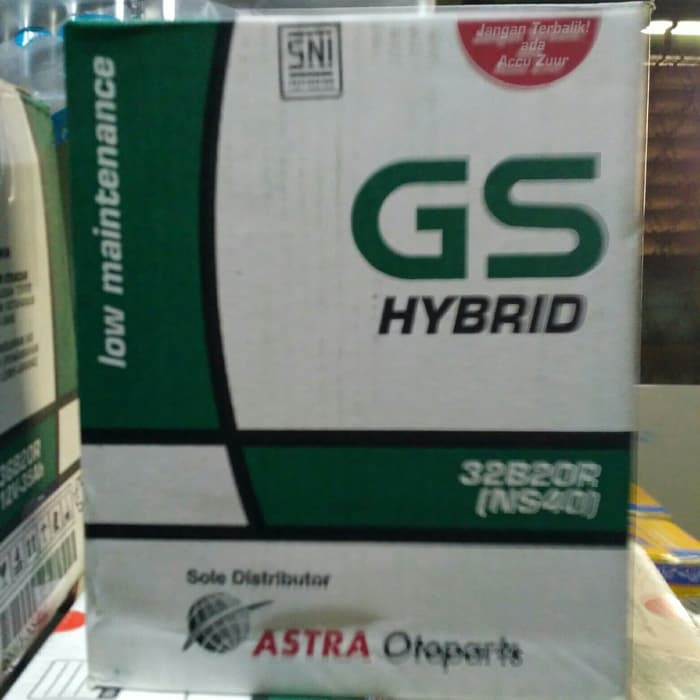 SNI
Jangan Terbalik!
ada
Accu Zuur
low maintenance
GS
HYBRID
32B20R
(NS40)
Sole Distributor
ASTRA Otoparts